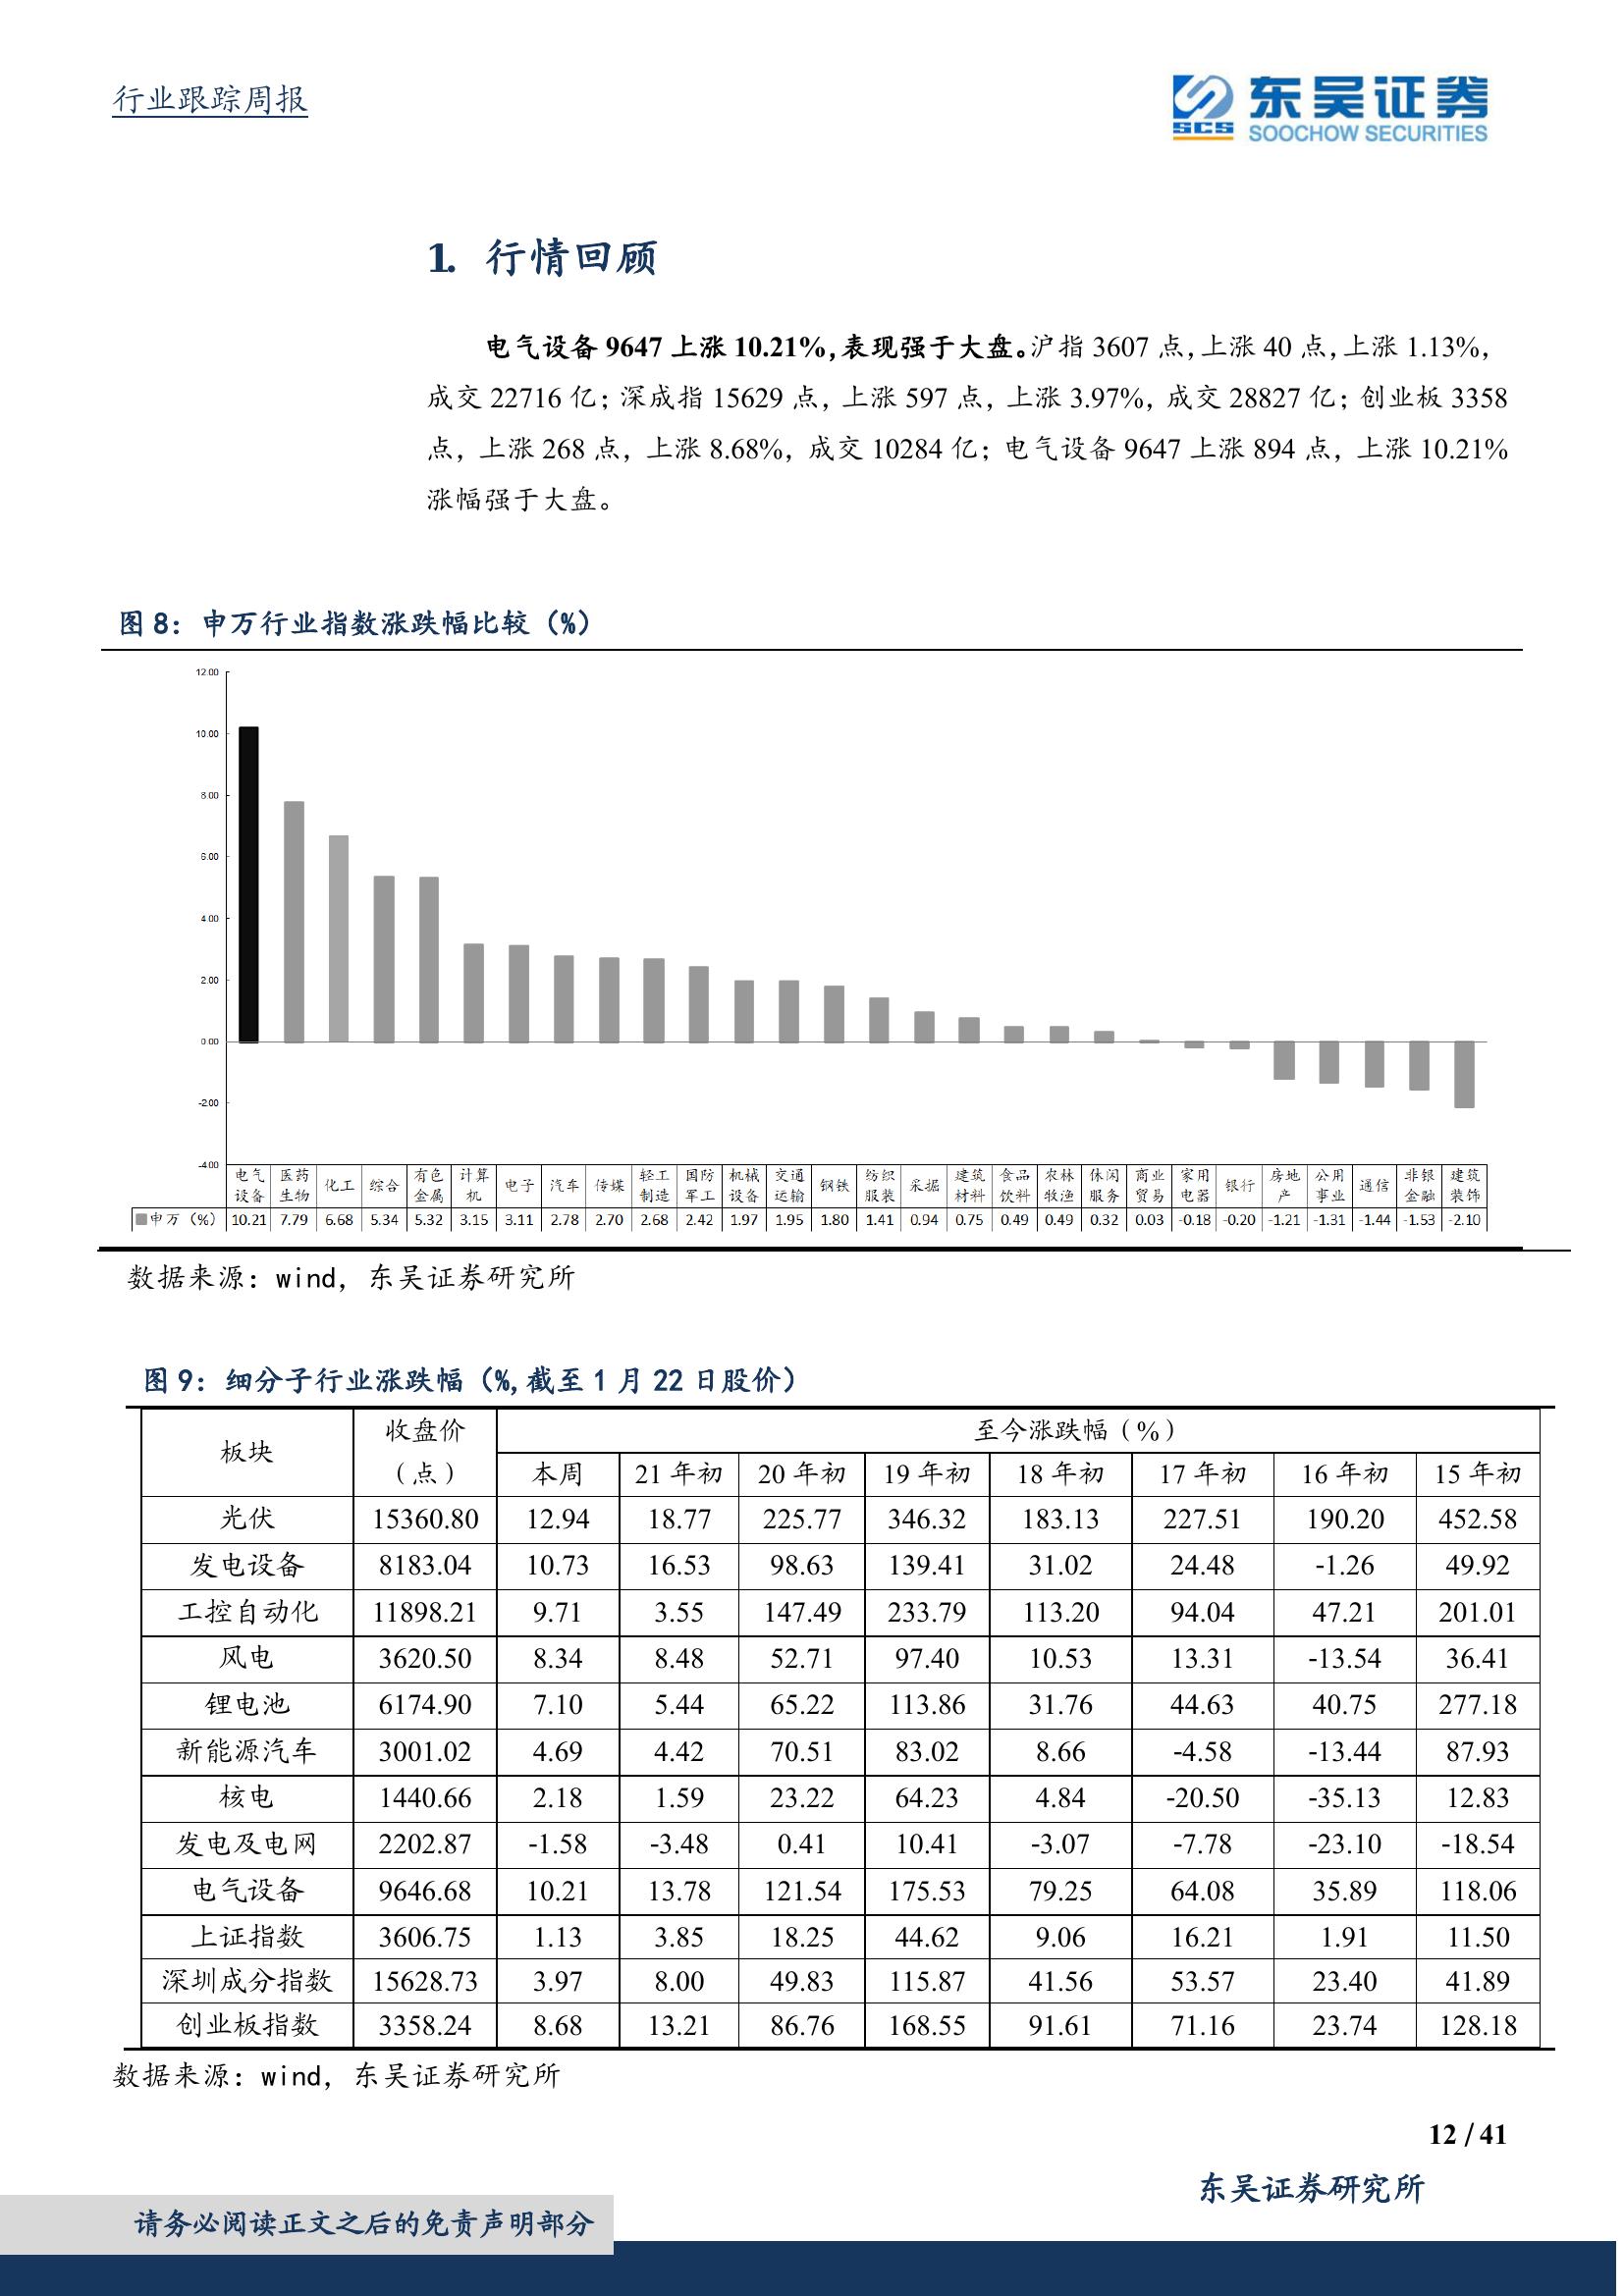 行业跟踪周报
东吴证券
SCS
SOOCHOW SECURITIES
1. 行情回顾
电气设备 9647 上涨 10.21%,表现强于大盘。沪指 3607 点,上涨 40 点,上涨 1.13%,
成交 22716 亿;深成指 15629 点,上涨 597 点,上涨 3.97%,成交 28827 亿;创业板 3358
点,上涨 268 点,上涨 8.68%,成交 10284 亿;电气设备 9647 上涨 894 点,上涨 10.21%
涨幅强于大盘。
图 8:申万行业指数涨跌幅比较(%)
12.00
10.00
8.00
6.00
4.00
2.00
0.00
-2.00
-4.00
电气设备 医药生物 化工 综合 有色金属 计算机 电子 汽车 传媒 轻工制造 国防军工 机械设备 交通运输 钢铁 纺织服装 采掘 建筑材料 食品饮料 农林牧渔 休闲服务 商业贸易 家用电器 银行 房地产 公用事业 通信 非银金融 建筑装饰
申万(%) 10.21 7.79 6.68 5.34 5.32 3.15 3.11 2.78 2.70 2.68 2.42 1.97 1.95 1.80 1.41 0.94 0.75 0.49 0.49 0.32 0.03 -0.18 -0.20 -1.21 -1.31 -1.44 -1.53 -2.10
数据来源:wind,东吴证券研究所
图 9:细分子行业涨跌幅(%,截至 1 月 22 日股价)
板块 收盘价(点) 至今涨跌幅(%)
本周 21 年初 20 年初 19 年初 18 年初 17 年初 16 年初 15 年初
光伏 15360.80 12.94 18.77 225.77 346.32 183.13 227.51 190.20 452.58
发电设备 8183.04 10.73 16.53 98.63 139.41 31.02 24.48 -1.26 49.92
工控自动化 11898.21 9.71 3.55 147.49 233.79 113.20 94.04 47.21 201.01
风电 3620.50 8.34 8.48 52.71 97.40 10.53 13.31 -13.54 36.41
锂电池 6174.90 7.10 5.44 65.22 113.86 31.76 44.63 40.75 277.18
新能源汽车 3001.02 4.69 4.42 70.51 83.02 8.66 -4.58 -13.44 87.93
核电 1440.66 2.18 1.59 23.22 64.23 4.84 -20.50 -35.13 12.83
发电及电网 2202.87 -1.58 -3.48 0.41 10.41 -3.07 -7.78 -23.10 -18.54
电气设备 9646.68 10.21 13.78 121.54 175.53 79.25 64.08 35.89 118.06
上证指数 3606.75 1.13 3.85 18.25 44.62 9.06 16.21 1.91 11.50
深圳成分指数 15628.73 3.97 8.00 49.83 115.87 41.56 53.57 23.40 41.89
创业板指数 3358.24 8.68 13.21 86.76 168.55 91.61 71.16 23.74 128.18
数据来源:wind,东吴证券研究所
12 / 41
东吴证券研究所
请务必阅读正文之后的免责声明部分